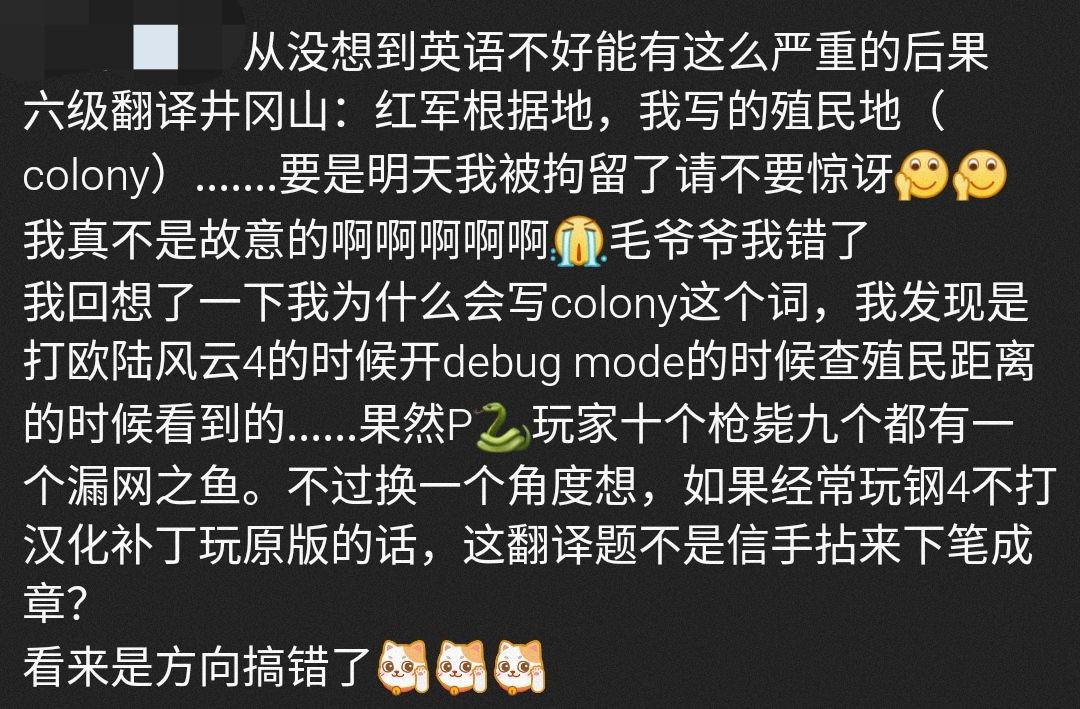 从没想到英语不好能有这么严重的后果
六级翻译井冈山：红军根据地，我写的殖民地（
colony）.......要是明天我被拘留了请不要惊讶
我真不是故意的啊啊啊啊啊毛爷爷我错了
我回想了一下我为什么会写colony这个词，我发现是
打欧陆风云4的时候开debug mode的时候查殖民距离
的时候看到的......果然P🐍玩家十个枪毙九个都有一
个漏网之鱼。不过换一个角度想，如果经常玩钢4不打
汉化补丁玩原版的话，这翻译题不是信手拈来下笔成
章？
看来是方向搞错了